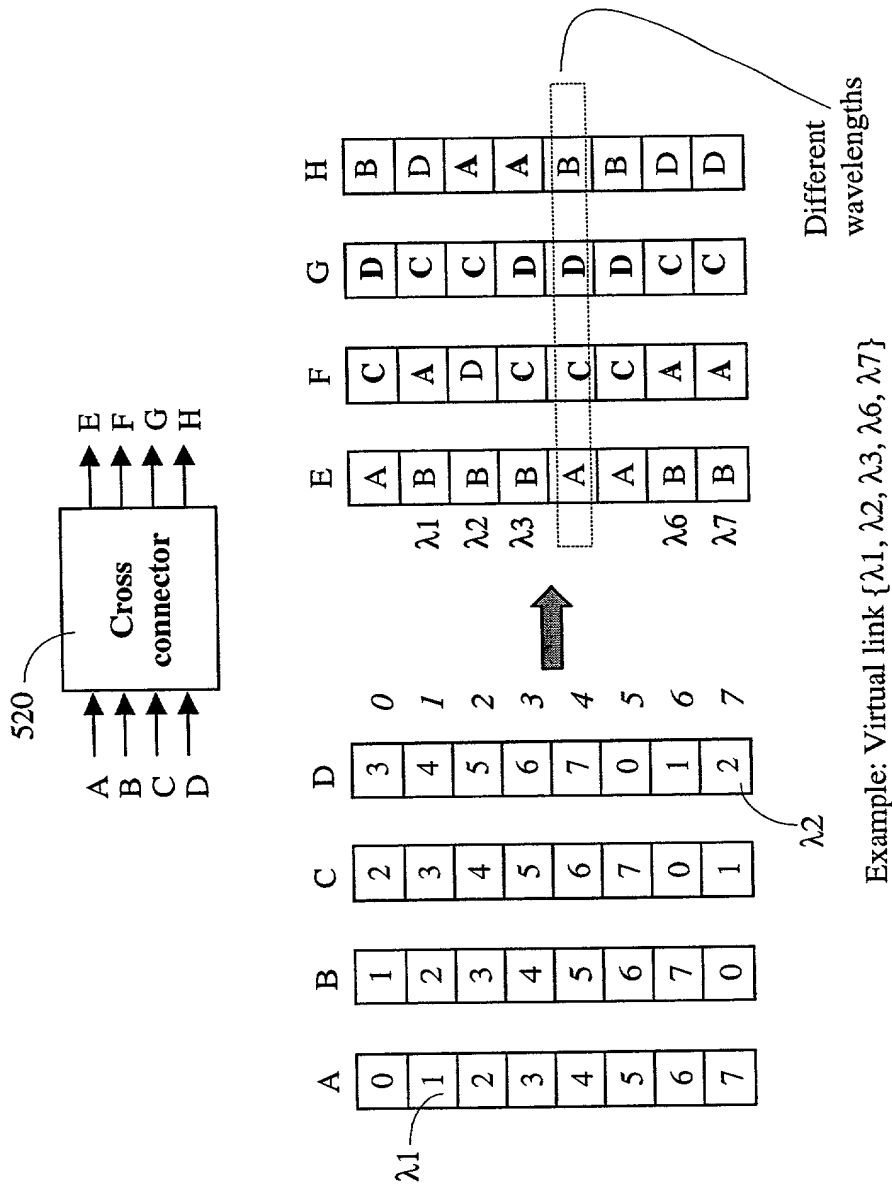 520
A Cross connector E
B F
C G
D H
A B C D E F G H
0 1 2 3 0 A C D B
λ1 1 2 3 4 1 λ1 B A C D
2 3 4 5 2 λ2 B D C A
3 4 5 6 3 λ3 B C D A
4 5 6 7 4 A C D B
5 6 7 0 5 A C D B
6 7 0 1 6 λ6 B A C D
7 0 1 2 7 λ7 B A C D
λ2
Different
wavelengths
Example: Virtual link {λ1, λ2, λ3, λ6, λ7}